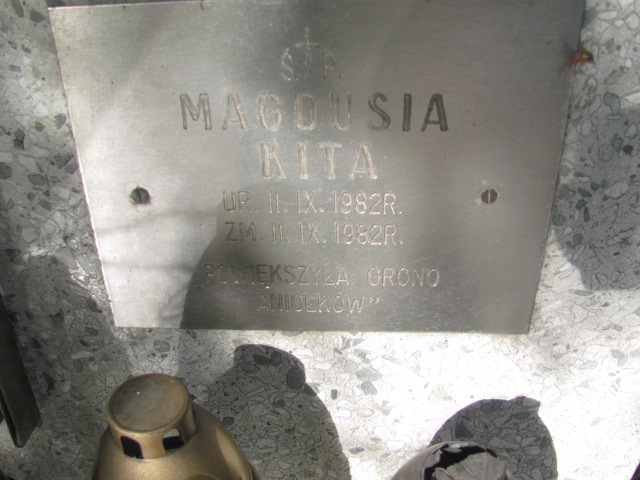 Ś†P.
MAGDUSIA
KITA
UR. 11. IX. 1982R.
ZM. 11. IX. 1982R.
„POWIĘKSZYŁA GRONO
ANIOŁKÓW”